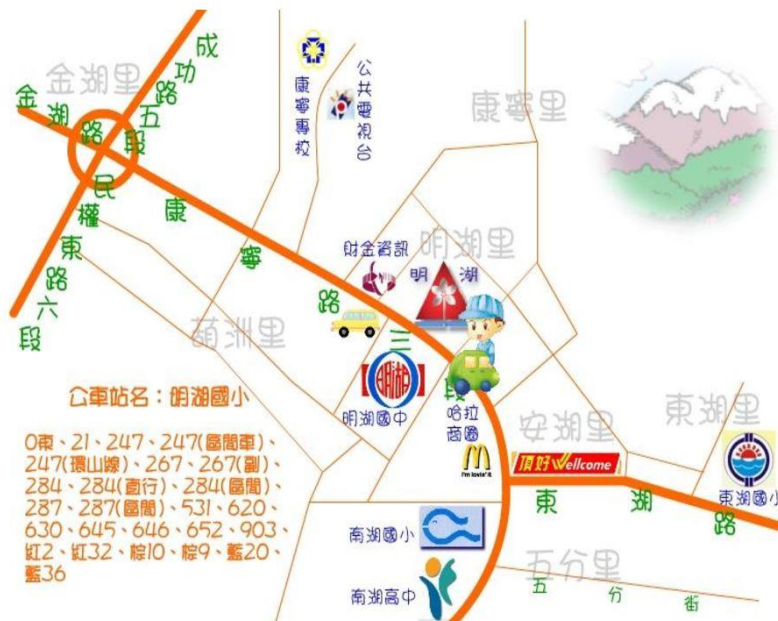 成功路五段
金湖里
金湖路
民權東路六段
康寧專校
公共電視台
康寧里
康寧路三段
財金資訊
明湖里
明湖
葫洲里
明湖
明湖國中
哈拉
商圈
安湖里
東湖里
公車站名：明湖國小
0東、21、247、247(區間車)、
247(環山線)、267、267(副)、
284、284(直行)、284(區間)、
287、287(區間)、531、620、
630、645、646、652、903、
紅2、紅32、棕10、棕9、藍20、
藍36
M
i'm lovin' it
頂好Wellcome
東湖國小
東湖路
南湖國小
南湖高中
五分里
五分街